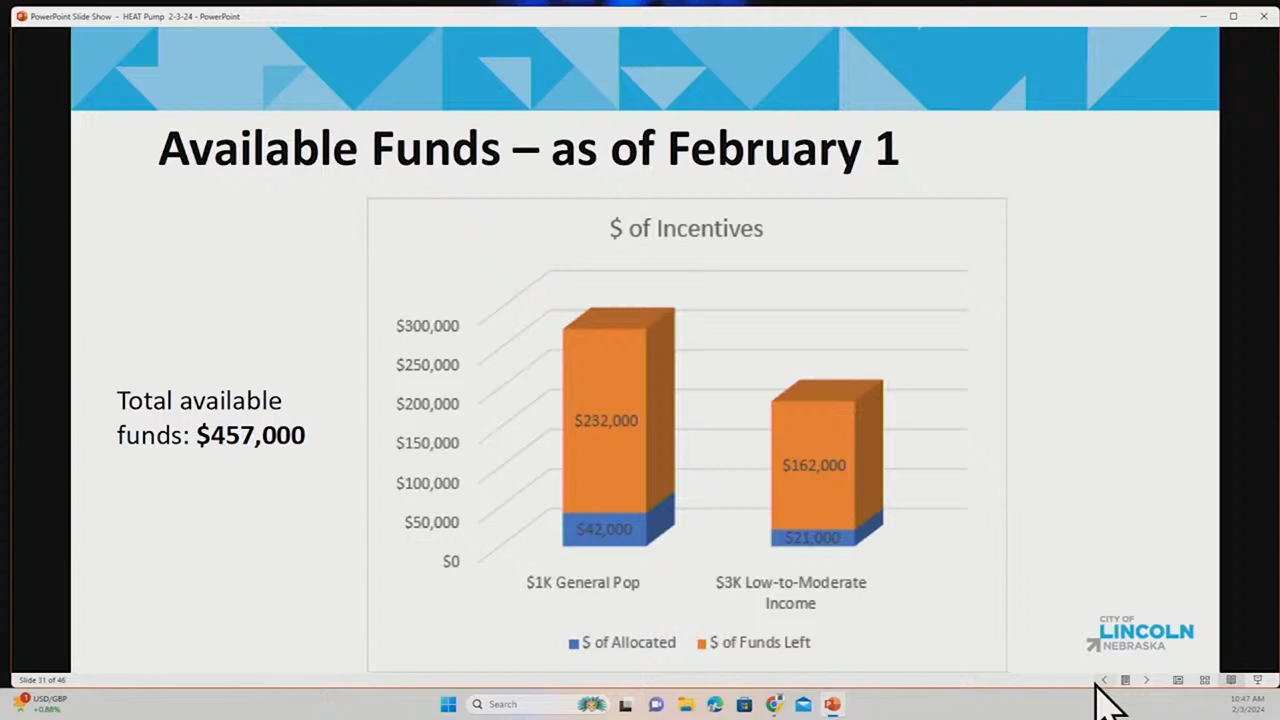 PowerPoint Slide Show - HEAT Pump 2-3-24 - PowerPoint
Available Funds – as of February 1
$ of Incentives
$300,000
$250,000
$200,000
$150,000
$100,000
$50,000
$0
$232,000
$42,000
$162,000
$21,000
$1K General Pop
$3K Low-to-Moderate
Income
$ of Allocated
$ of Funds Left
Total available
funds: $457,000
CITY OF
LINCOLN
NEBRASKA
Slide 31 of 46
1
USD/GBP
+0.88%
Search
10:47 AM
2/3/2024